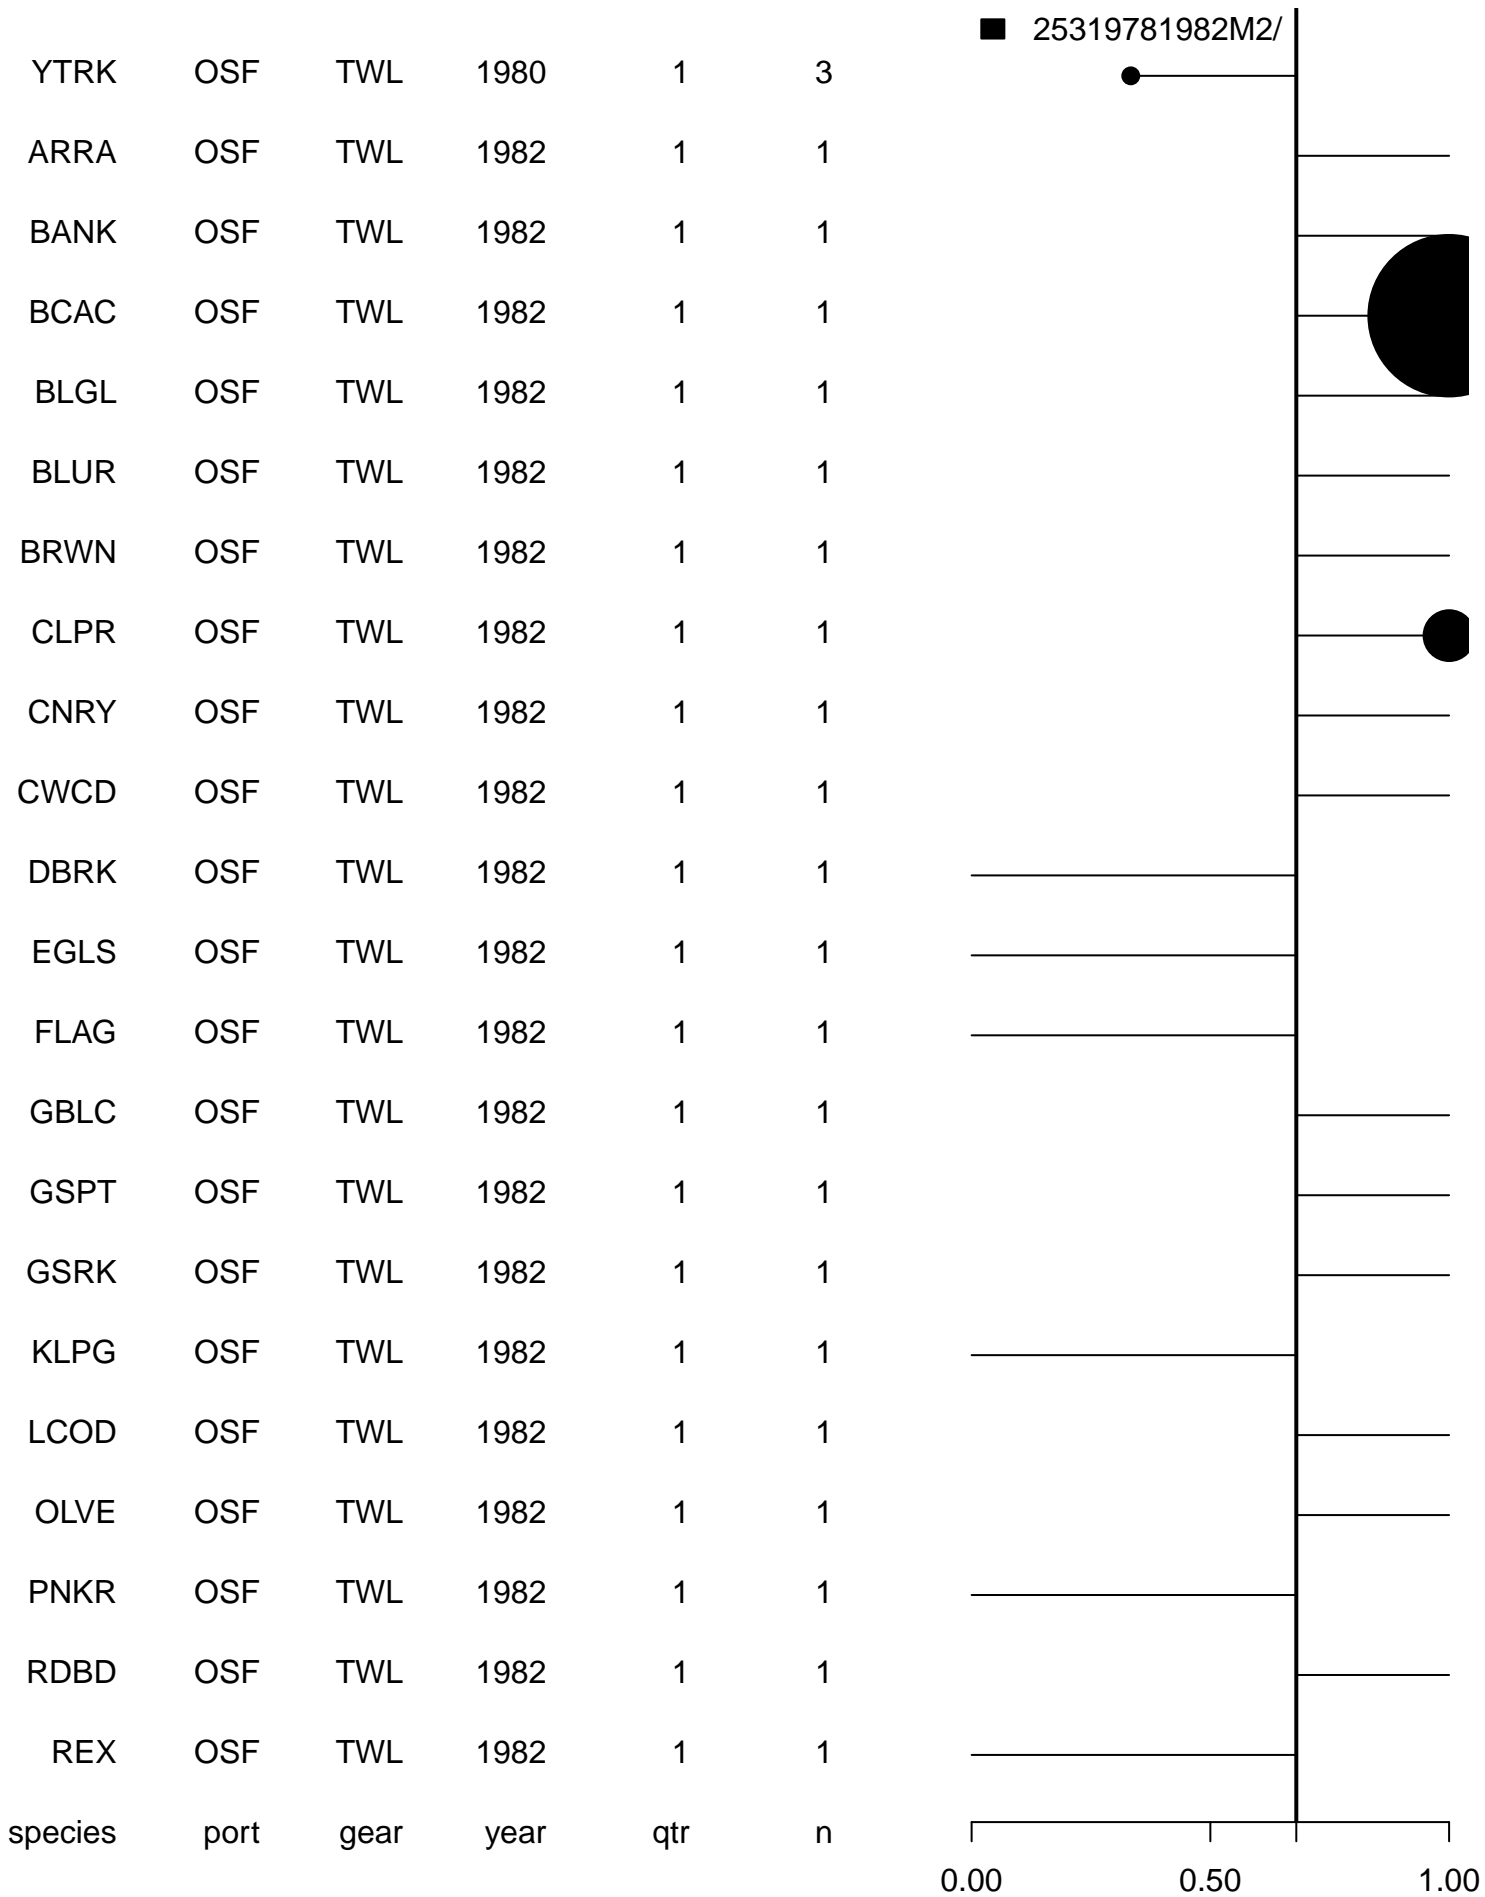 25319781982M2/
YTRK OSF TWL 1980 1 3
ARRA OSF TWL 1982 1 1
BANK OSF TWL 1982 1 1
BCAC OSF TWL 1982 1 1
BLGL OSF TWL 1982 1 1
BLUR OSF TWL 1982 1 1
BRWN OSF TWL 1982 1 1
CLPR OSF TWL 1982 1 1
CNRY OSF TWL 1982 1 1
CWCD OSF TWL 1982 1 1
DBRK OSF TWL 1982 1 1
EGLS OSF TWL 1982 1 1
FLAG OSF TWL 1982 1 1
GBLC OSF TWL 1982 1 1
GSPT OSF TWL 1982 1 1
GSRK OSF TWL 1982 1 1
KLPG OSF TWL 1982 1 1
LCOD OSF TWL 1982 1 1
OLVE OSF TWL 1982 1 1
PNKR OSF TWL 1982 1 1
RDBD OSF TWL 1982 1 1
REX OSF TWL 1982 1 1
species port gear year qtr n
0.00 0.50 1.00